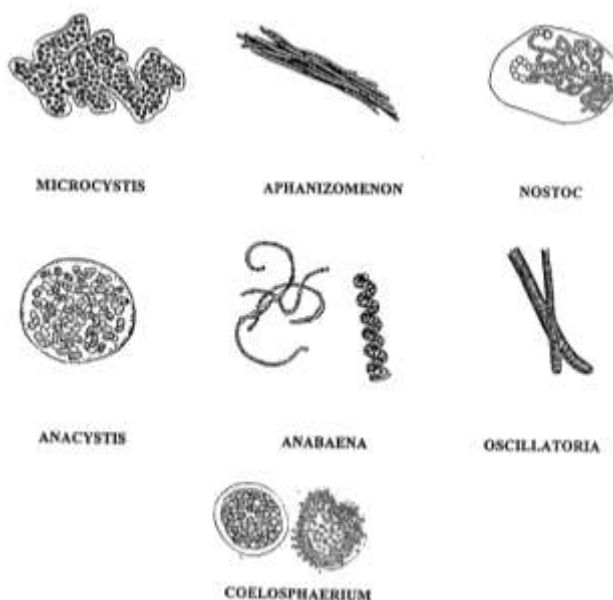 MICROCYSTIS
APHANIZOMENON
NOSTOC
ANACYSTIS
ANABAENA
OSCILLATORIA
COELOSPHAERIUM